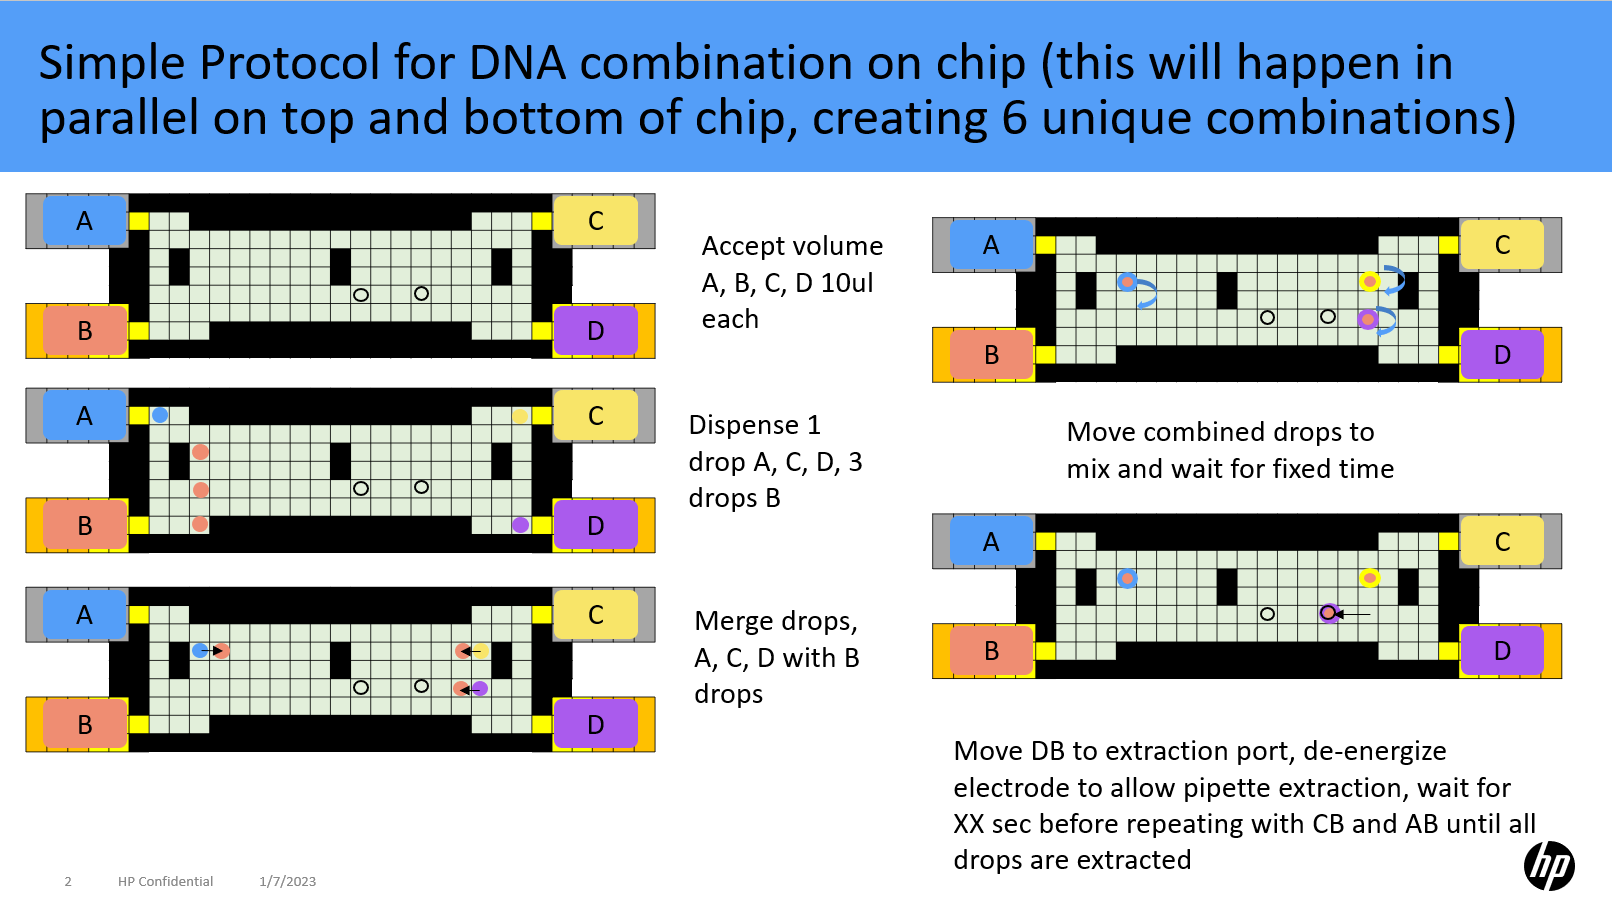 Simple Protocol for DNA combination on chip (this will happen in
parallel on top and bottom of chip, creating 6 unique combinations)
A
C
B
D
Accept volume
A, B, C, D 10ul
each
A
C
B
D
Dispense 1
drop A, C, D, 3
drops B
A
C
B
D
Merge drops,
A, C, D with B
drops
A
C
B
D
Move combined drops to
mix and wait for fixed time
A
C
B
D
Move DB to extraction port, de-energize
electrode to allow pipette extraction, wait for
XX sec before repeating with CB and AB until all
drops are extracted
2
HP Confidential
1/7/2023
hp